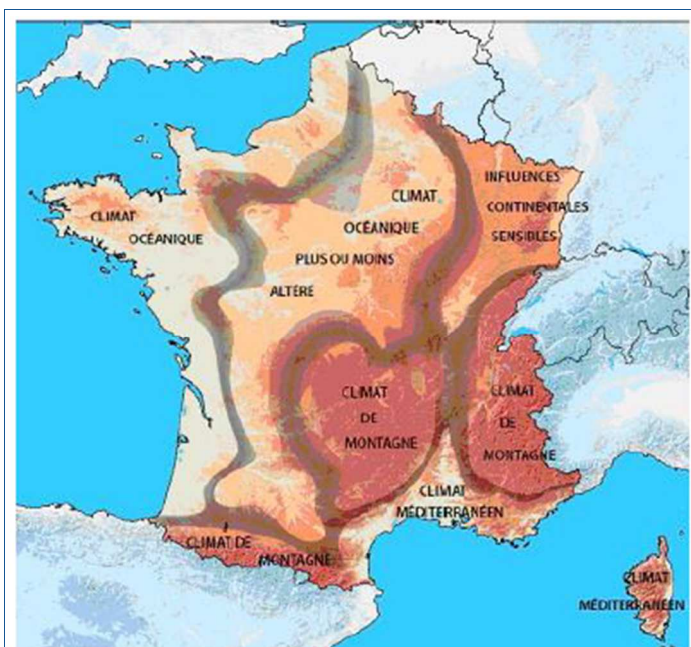 INFLUENCES
CONTINENTALES
SENSIBLES
CLIMAT
OCÉANIQUE
PLUS OU MOINS
ALTÉRÉ
CLIMAT
OCÉANIQUE
CLIMAT
DE
MONTAGNE
CLIMAT
DE
MONTAGNE
CLIMAT
MÉDITERRANÉEN
CLIMAT DE
MONTAGNE
CLIMAT
MÉDITERRANÉEN